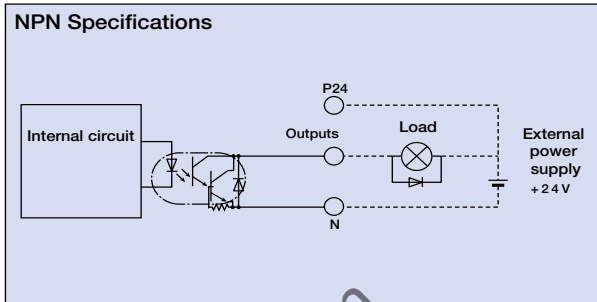 NPN Specifications
P24
Internal circuit
Outputs
Load
External
power
supply
+24V
N